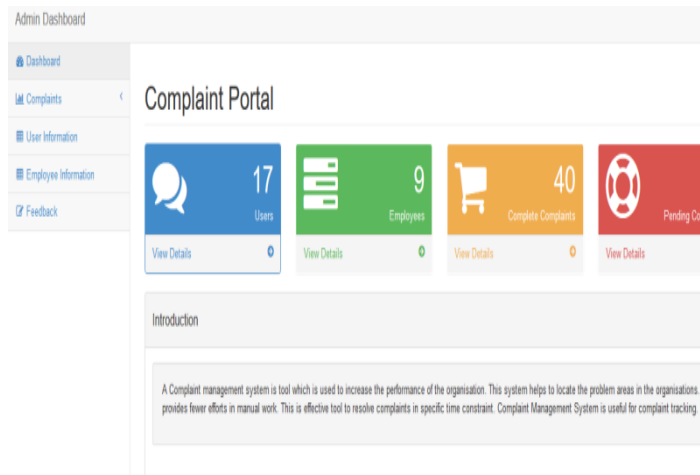 Admin Dashboard
Dashboard
Complaints
User Information
Employee Information
Feedback
Complaint Portal
17
Users
View Details
9
Employees
View Details
40
Complete Complaints
View Details
Pending Co
View Details
Introduction
A Complaint management system is tool which is used to increase the performance of the organisation. This system helps to locate the problem areas in the organisations.
provides fewer efforts in manual work. This is effective tool to resolve complaints in specific time constraint. Complaint Management System is useful for complaint tracking.